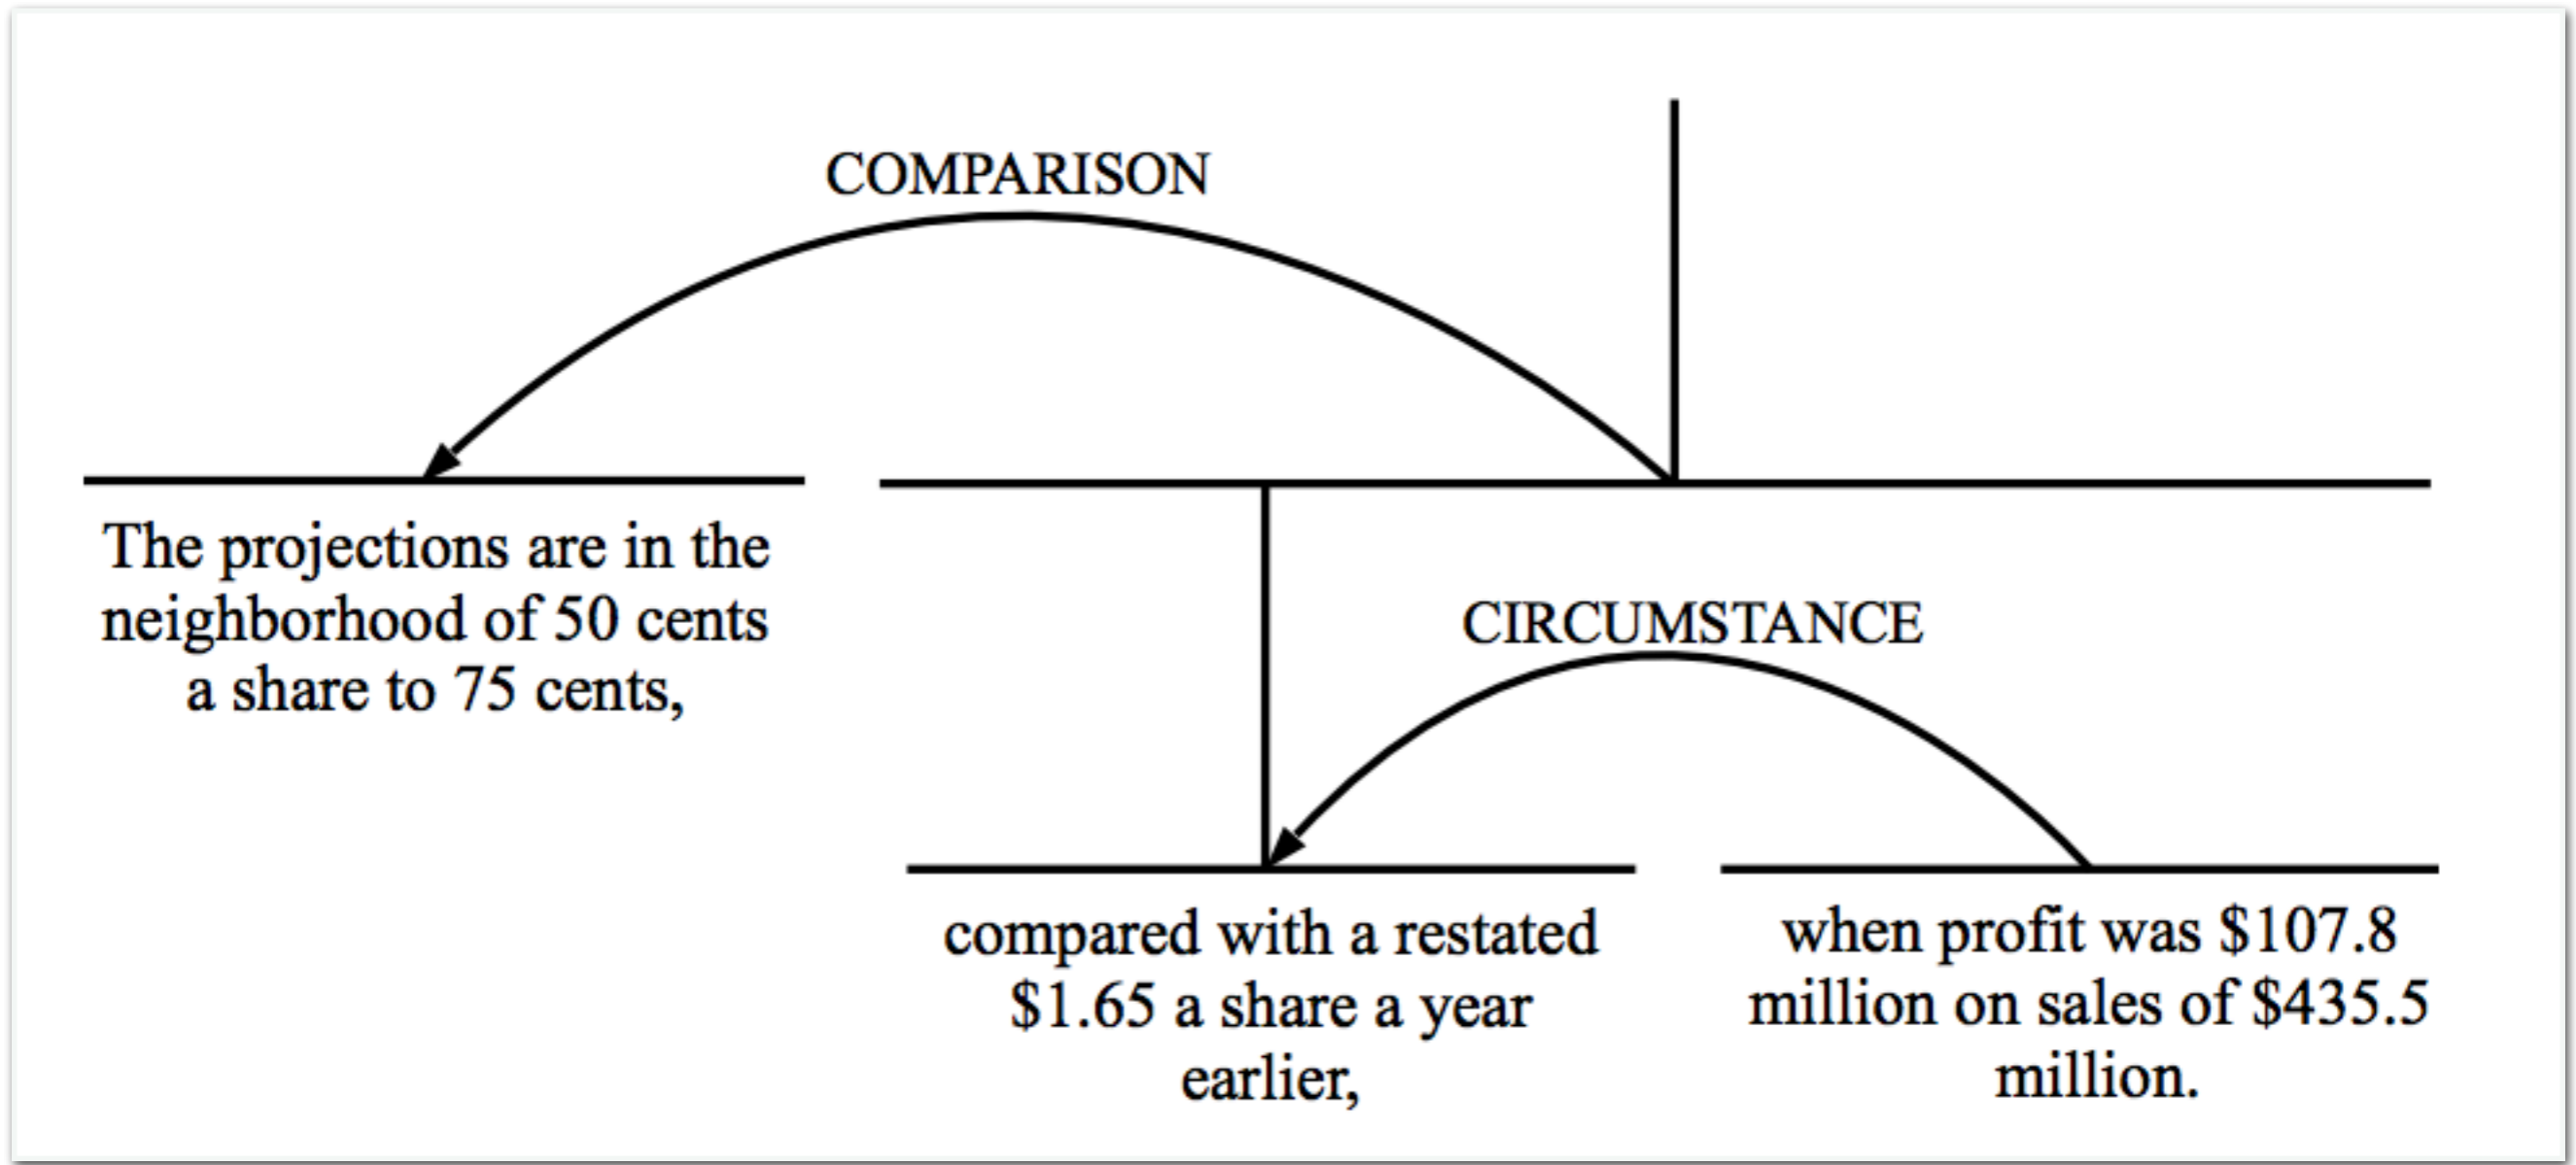 COMPARISON
The projections are in the
neighborhood of 50 cents
a share to 75 cents,
CIRCUMSTANCE
compared with a restated
$1.65 a share a year
earlier,
when profit was $107.8
million on sales of $435.5
million.